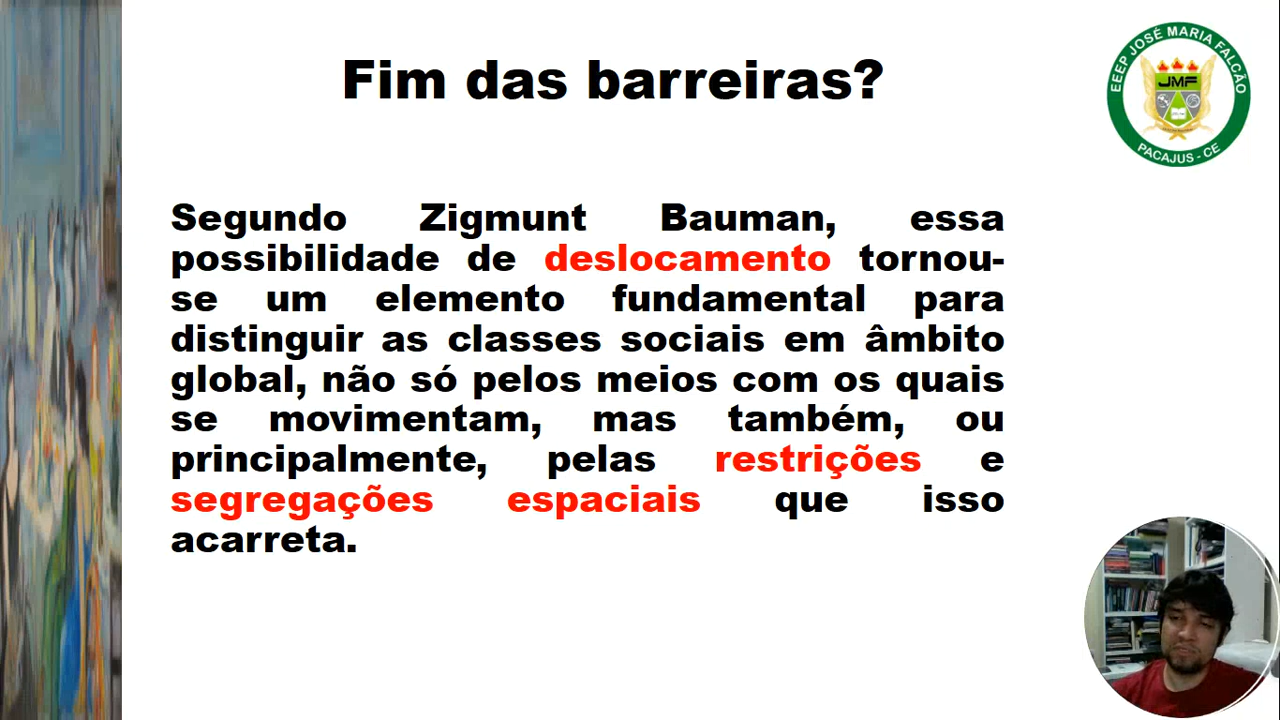 Fim das barreiras?
EEEP JOSÉ MARIA FALCÃO
JMF
PACAJUS - CE
Segundo Zigmunt Bauman, essa
possibilidade de deslocamento tornou-
se um elemento fundamental para
distinguir as classes sociais em âmbito
global, não só pelos meios com os quais
se movimentam, mas também, ou
principalmente, pelas restrições e
segregações espaciais que isso
acarreta.